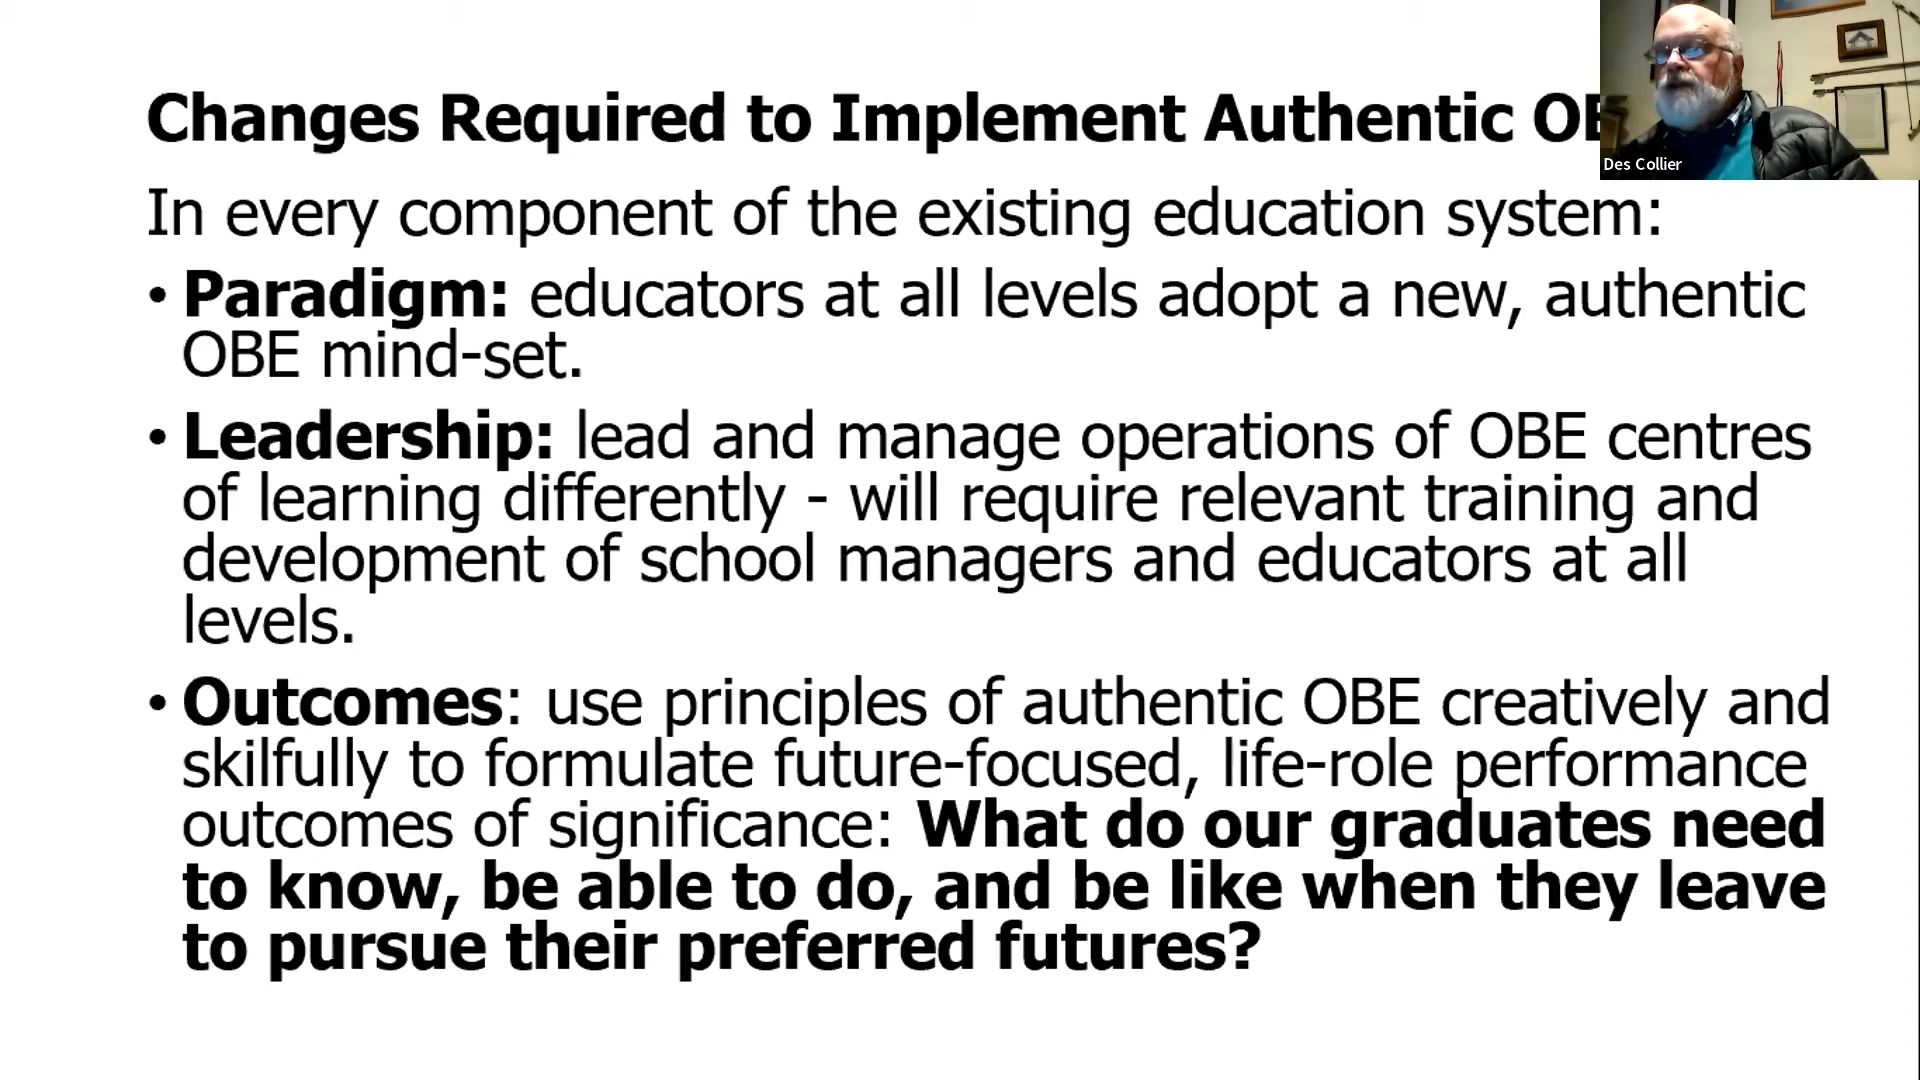 Changes Required to Implement Authentic
Des Collier
In every component of the existing education system:
• Paradigm: educators at all levels adopt a new, authentic
OBE mind-set.
• Leadership: lead and manage operations of OBE centres
of learning differently - will require relevant training and
development of school managers and educators at all
levels.
• Outcomes: use principles of authentic OBE creatively and
skilfully to formulate future-focused, life-role performance
outcomes of significance: What do our graduates need
to know, be able to do, and be like when they leave
to pursue their preferred futures?